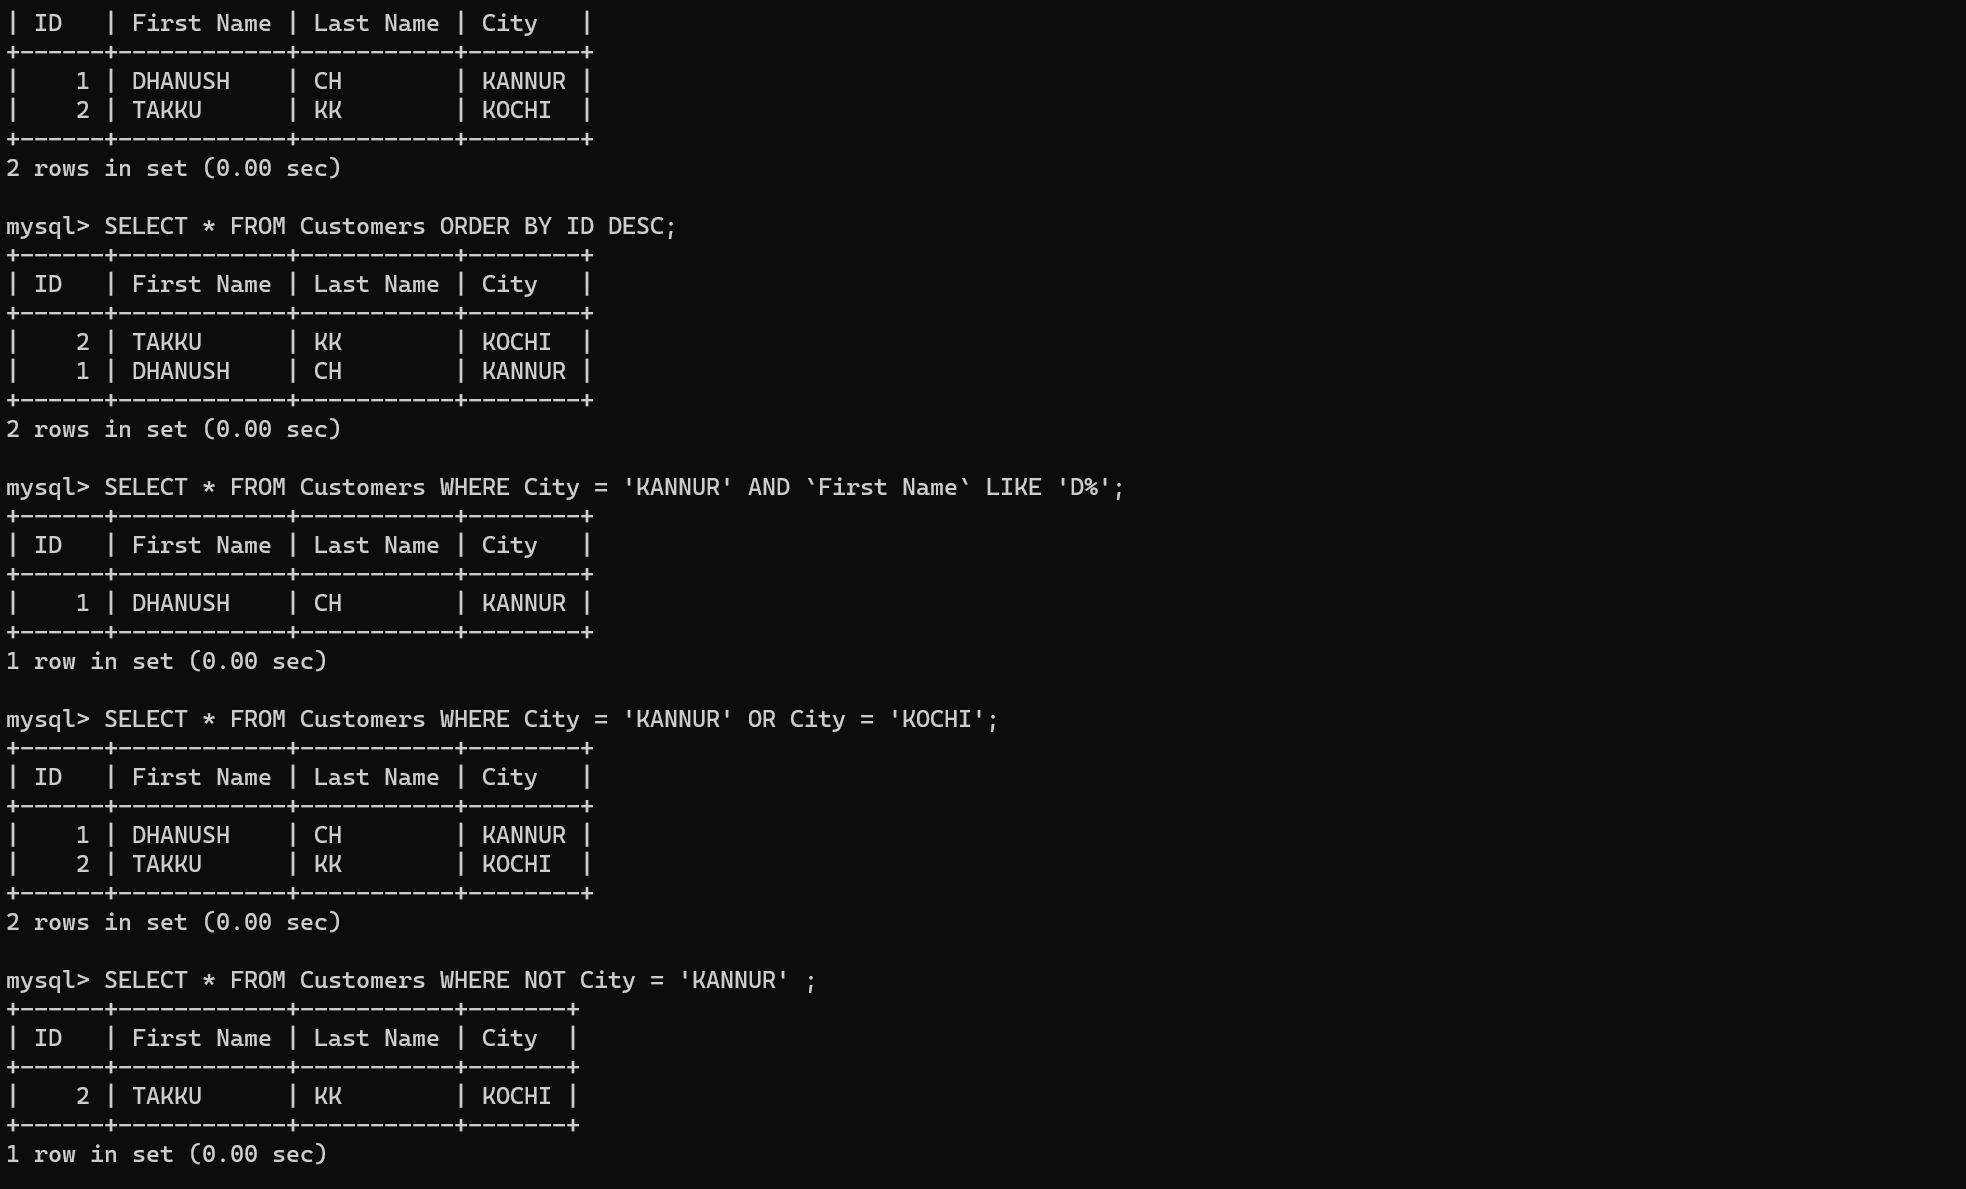 | ID   | First Name | Last Name | City   |
+------+------------+-----------+--------+
|    1 | DHANUSH    | CH        | KANNUR |
|    2 | TAKKU      | KK        | KOCHI  |
+------+------------+-----------+--------+
2 rows in set (0.00 sec)

mysql> SELECT * FROM Customers ORDER BY ID DESC;
+------+------------+-----------+--------+
| ID   | First Name | Last Name | City   |
+------+------------+-----------+--------+
|    2 | TAKKU      | KK        | KOCHI  |
|    1 | DHANUSH    | CH        | KANNUR |
+------+------------+-----------+--------+
2 rows in set (0.00 sec)

mysql> SELECT * FROM Customers WHERE City = 'KANNUR' AND `First Name` LIKE 'D%';
+------+------------+-----------+--------+
| ID   | First Name | Last Name | City   |
+------+------------+-----------+--------+
|    1 | DHANUSH    | CH        | KANNUR |
+------+------------+-----------+--------+
1 row in set (0.00 sec)

mysql> SELECT * FROM Customers WHERE City = 'KANNUR' OR City = 'KOCHI';
+------+------------+-----------+--------+
| ID   | First Name | Last Name | City   |
+------+------------+-----------+--------+
|    1 | DHANUSH    | CH        | KANNUR |
|    2 | TAKKU      | KK        | KOCHI  |
+------+------------+-----------+--------+
2 rows in set (0.00 sec)

mysql> SELECT * FROM Customers WHERE NOT City = 'KANNUR' ;
+------+------------+-----------+-------+
| ID   | First Name | Last Name | City  |
+------+------------+-----------+-------+
|    2 | TAKKU      | KK        | KOCHI |
+------+------------+-----------+-------+
1 row in set (0.00 sec)